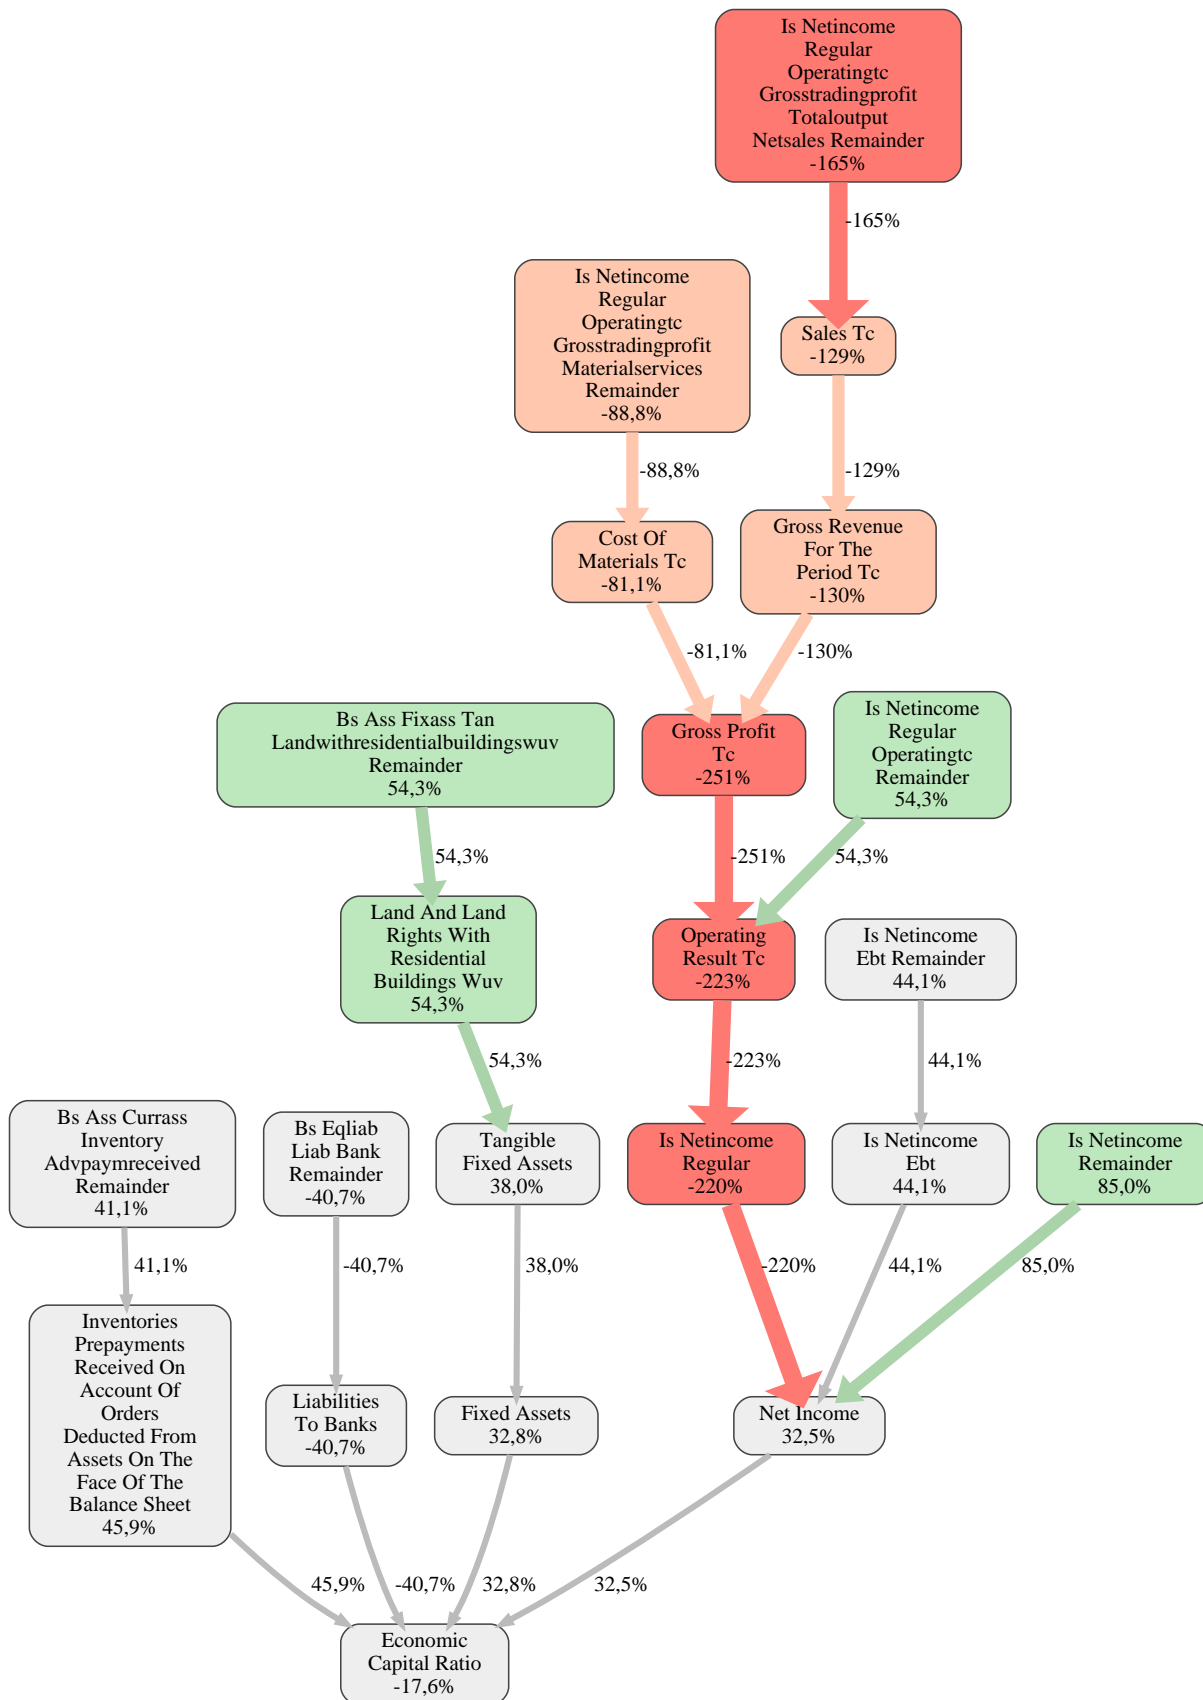 Is Netincome
Regular
Operatingtc
Grosstradingprofit
Totaloutput
Netsales Remainder
-165%
-165%
Is Netincome
Regular
Operatingtc
Grosstradingprofit
Materialservices
Remainder
-88,8%
Sales Tc
-129%
-88,8%
-129%
Cost Of
Materials Tc
-81,1%
Gross Revenue
For The
Period Tc
-130%
-81,1%
-130%
Bs Ass Fixass Tan
Landwithresidentialbuildingswuv
Remainder
54,3%
Gross Profit
Tc
-251%
Is Netincome
Regular
Operatingtc
Remainder
54,3%
54,3%
-251%
54,3%
Land And Land
Rights With
Residential
Buildings Wuv
54,3%
Operating
Result Tc
-223%
Is Netincome
Ebt Remainder
44,1%
54,3%
-223%
44,1%
Bs Ass Currass
Inventory
Advpaymreceived
Remainder
41,1%
Bs Eqliab
Liab Bank
Remainder
-40,7%
Tangible
Fixed Assets
38,0%
Is Netincome
Regular
-220%
Is Netincome
Ebt
44,1%
Is Netincome
Remainder
85,0%
41,1%
-40,7%
38,0%
-220%
44,1%
85,0%
Inventories
Prepayments
Received On
Account Of
Orders
Deducted From
Assets On The
Face Of The
Balance Sheet
45,9%
Liabilities
To Banks
-40,7%
Fixed Assets
32,8%
Net Income
32,5%
45,9%
-40,7%
32,8%
32,5%
Economic
Capital Ratio
-17,6%